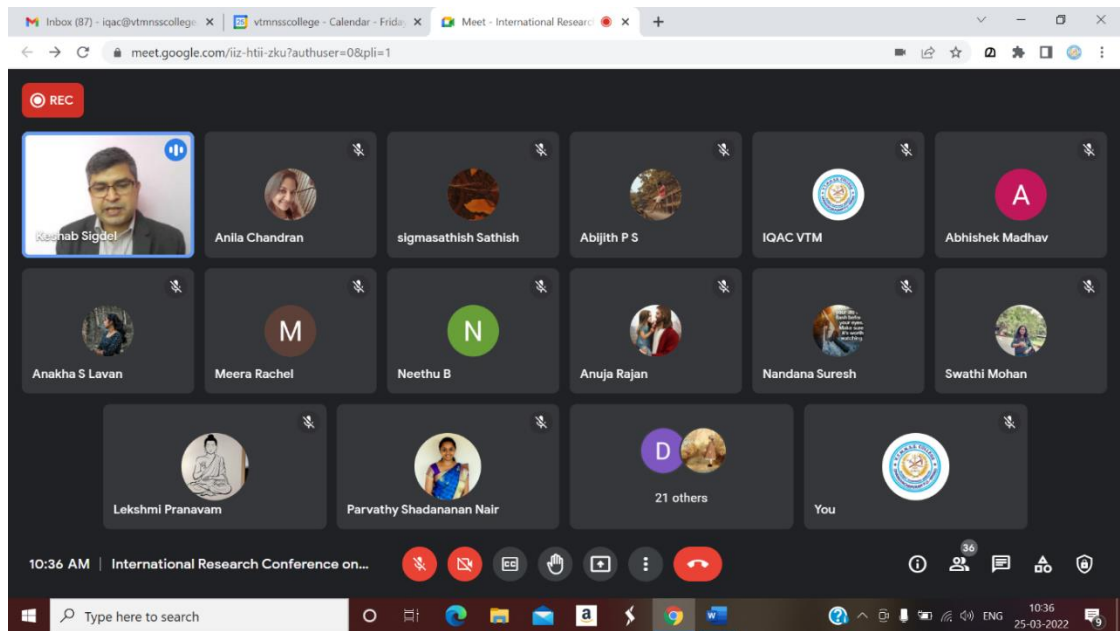 Inbox (87) - iqac@vtmnsscollege
vtmnsscollege - Calendar - Frida
Meet - International Researc
meet.google.com/iiz-htii-zku?authuser=0&pli=1
REC
Keshab Sigdel
Anila Chandran
sigmasathish Sathish
Abijith P S
IQAC VTM
A
Abhishek Madhav
Anakha S Lavan
M
Meera Rachel
N
Neethu B
Anuja Rajan
Nandana Suresh
Swathi Mohan
Lekshmi Pranavam
Parvathy Shadananan Nair
D
21 others
You
10:36 AM | International Research Conference on...
36
Type here to search
ENG
10:36
25-03-2022